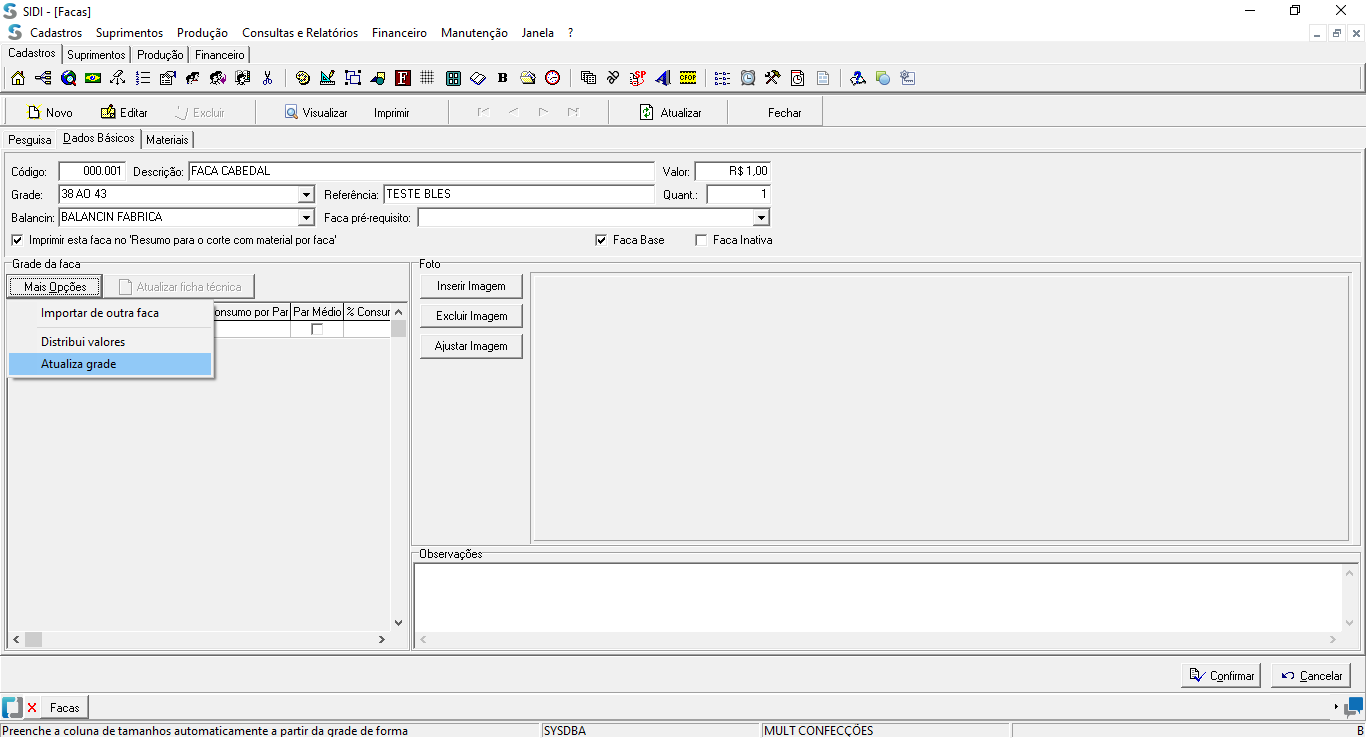 SIDI - [Facas]
Cadastros Suprimentos Produção Consultas e Relatórios Financeiro Manutenção Janela ?
Cadastros Suprimentos Produção Financeiro
F B SP CFOP
Novo Editar Excluir Visualizar Imprimir Atualizar Fechar
Pesquisa Dados Básicos Materiais
Código: 000.001 Descrição: FACA CABEDAL Valor: R$ 1,00
Grade: 38 AO 43 Referência: TESTE BLES Quant.: 1
Balancin: BALANCIN FABRICA Faca pré-requisito:
Imprimir esta faca no 'Resumo para o corte com material por faca' Faca Base Faca Inativa
Grade da faca Foto
Mais Opções Atualizar ficha técnica Inserir Imagem
Importar de outra faca onsumo por Par Par Médio % Consur Excluir Imagem
Distribui valores Ajustar Imagem
Atualiza grade
Observações
Confirmar Cancelar
Facas
Preenche a coluna de tamanhos automaticamente a partir da grade de forma SYSDBA MULT CONFECÇÕES B